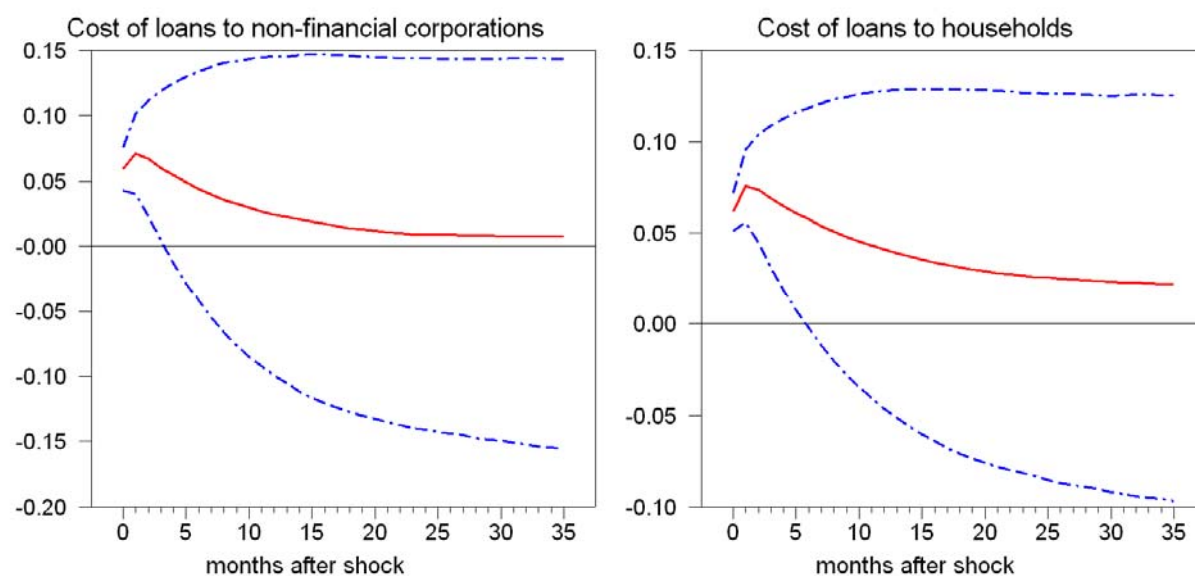 Cost of loans to non-financial corporations
0.15
0.10
0.05
-0.00
-0.05
-0.10
-0.15
-0.20
0 5 10 15 20 25 30 35
months after shock
Cost of loans to households
0.15
0.10
0.05
0.00
-0.05
-0.10
0 5 10 15 20 25 30 35
months after shock